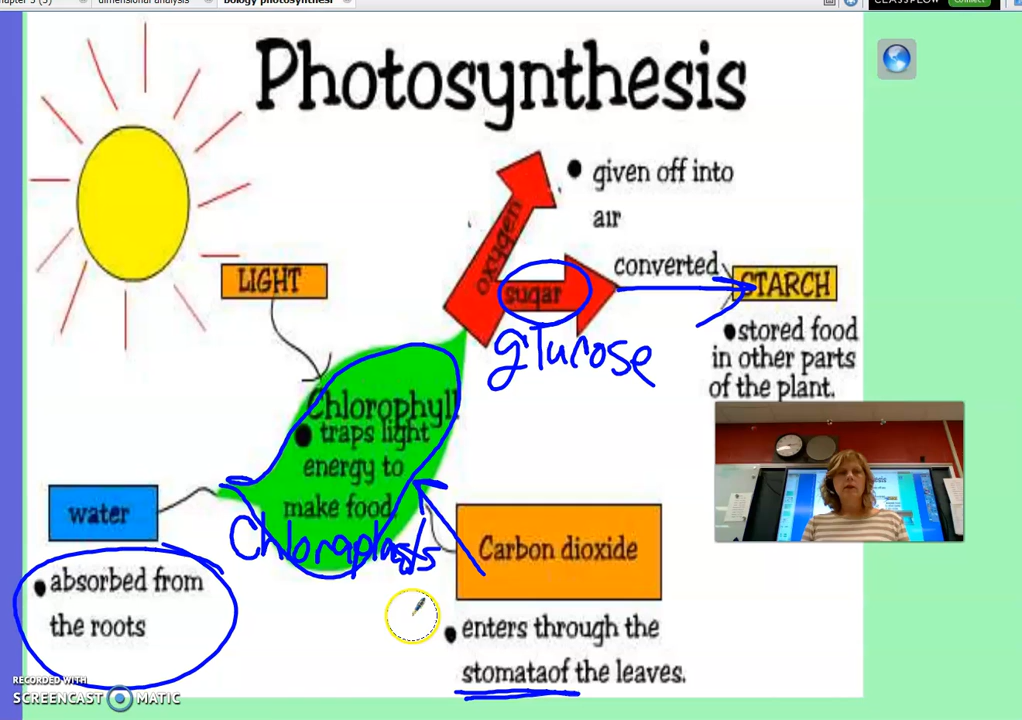 dimensional analysis
Photosynthesis
given off into
air
oxygen
converted
LIGHT
sugar
STARCH
glucose
stored food
in other parts
of the plant.
Chlorophyll
traps light
energy to
make food
water
Chloroplasts
Carbon dioxide
absorbed from
the roots
enters through the
stomataof the leaves.
RECORDED WITH
SCREENCAST MATIC